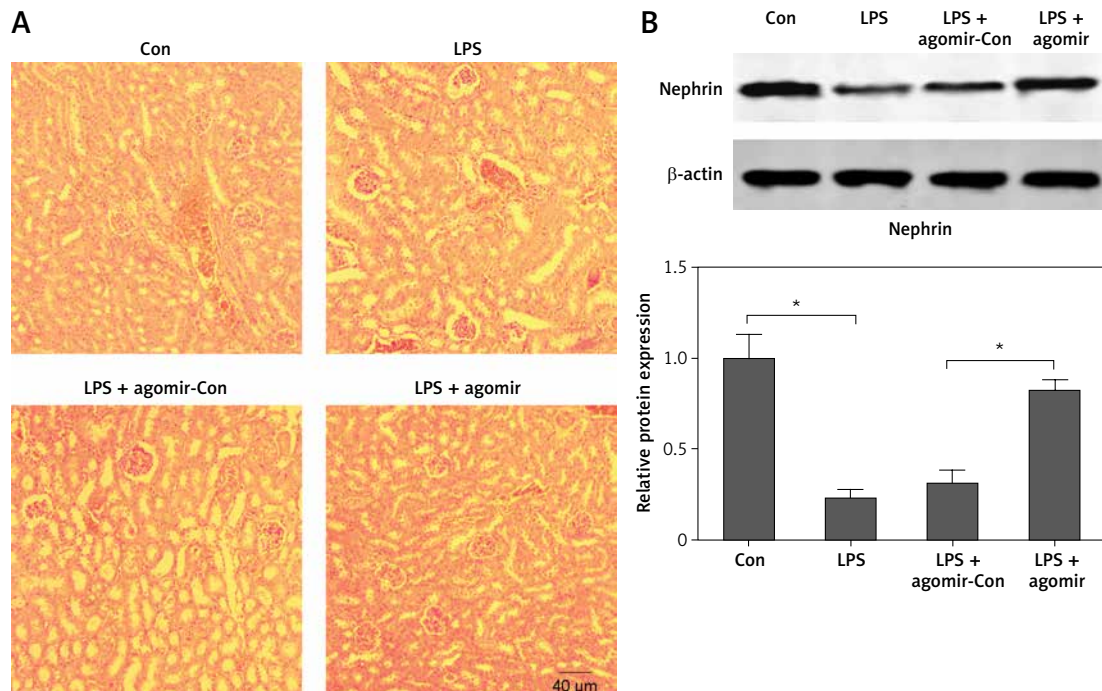 A
Con
LPS
LPS + agomir-Con
LPS + agomir
40 µm
B
Con LPS LPS + agomir-Con LPS + agomir
Nephrin
β-actin
Nephrin
Relative protein expression
1.5
*
*
1.0
0.5
0
Con LPS LPS + agomir-Con LPS + agomir